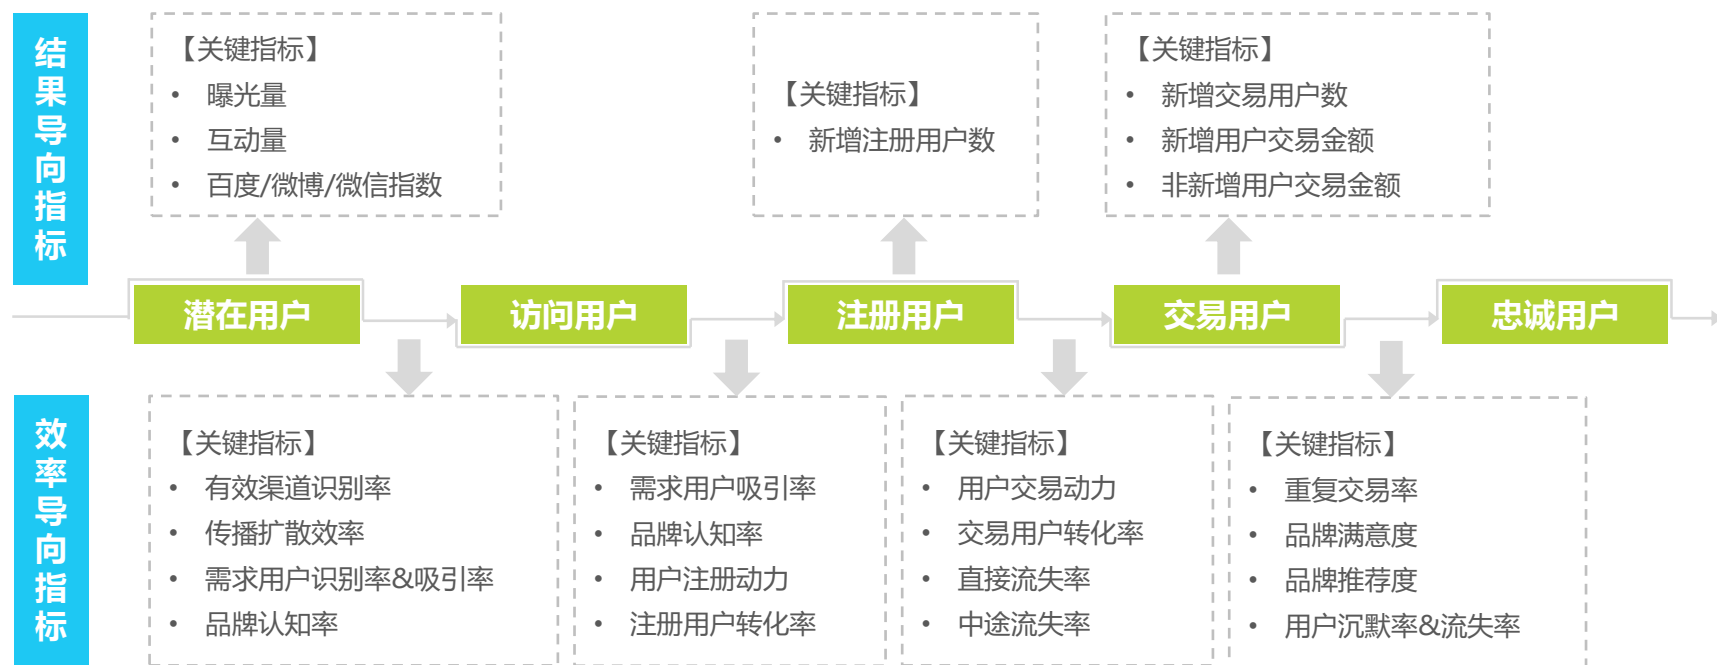 结果导向指标
【关键指标】
• 曝光量
• 互动量
• 百度/微博/微信指数
【关键指标】
• 新增注册用户数
【关键指标】
• 新增交易用户数
• 新增用户交易金额
• 非新增用户交易金额
潜在用户
访问用户
注册用户
交易用户
忠诚用户
效率导向指标
【关键指标】
• 有效渠道识别率
• 传播扩散效率
• 需求用户识别率&吸引率
• 品牌认知率
【关键指标】
• 需求用户吸引率
• 品牌认知率
• 用户注册动力
• 注册用户转化率
【关键指标】
• 用户交易动力
• 交易用户转化率
• 直接流失率
• 中途流失率
【关键指标】
• 重复交易率
• 品牌满意度
• 品牌推荐度
• 用户沉默率&流失率